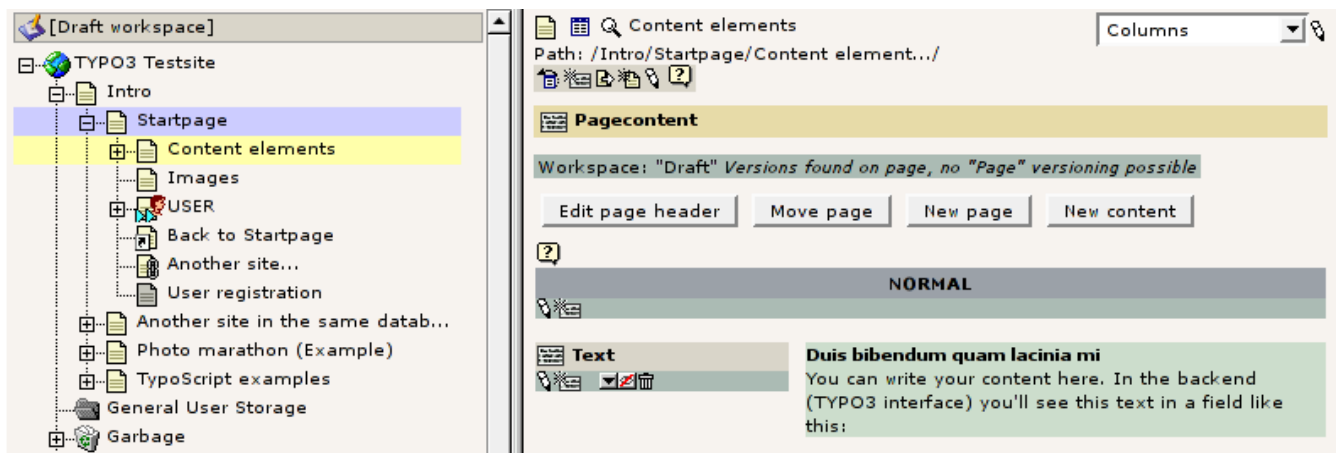 [Draft workspace]
TYPO3 Testsite
Intro
Startpage
Content elements
Images
USER
Back to Startpage
Another site...
User registration
Another site in the same datab...
Photo marathon (Example)
TypoScript examples
General User Storage
Garbage
Content elements
Columns
Path: /Intro/Startpage/Content element.../
Pagecontent
Workspace: "Draft" Versions found on page, no "Page" versioning possible
Edit page header Move page New page New content
NORMAL
Text
Duis bibendum quam lacinia mi
You can write your content here. In the backend
(TYPO3 interface) you'll see this text in a field like
this: